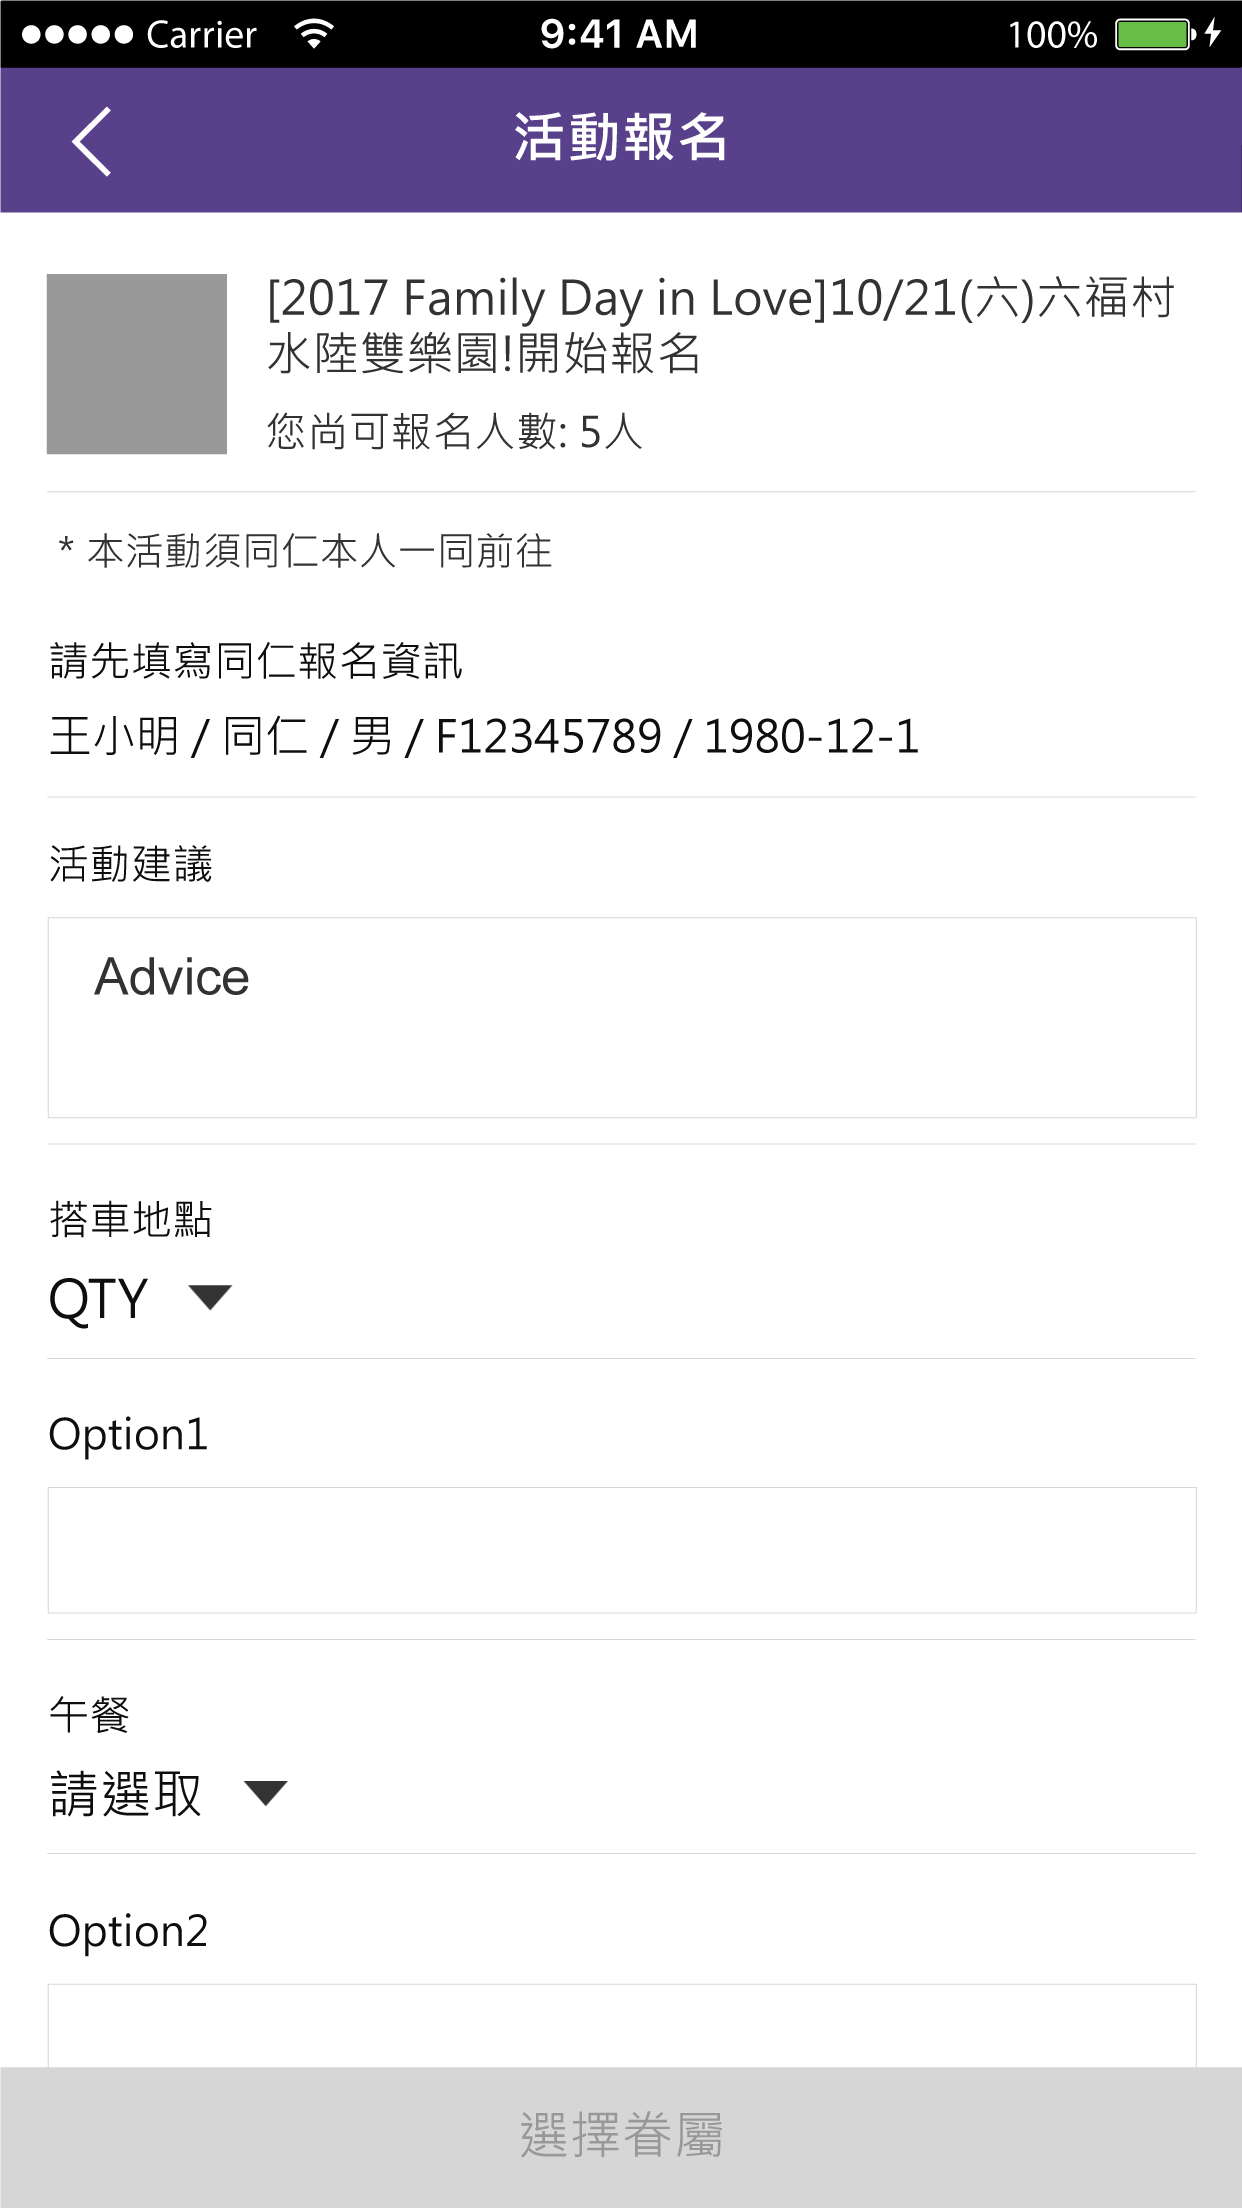 Carrier 9:41 AM 100%
活動報名
[2017 Family Day in Love]10/21(六)六福村
水陸雙樂園!開始報名
您尚可報名人數: 5人
* 本活動須同仁本人一同前往
請先填寫同仁報名資訊
王小明 / 同仁 / 男 / F12345789 / 1980-12-1
活動建議
Advice
搭車地點
QTY
Option1
午餐
請選取
Option2
選擇眷屬